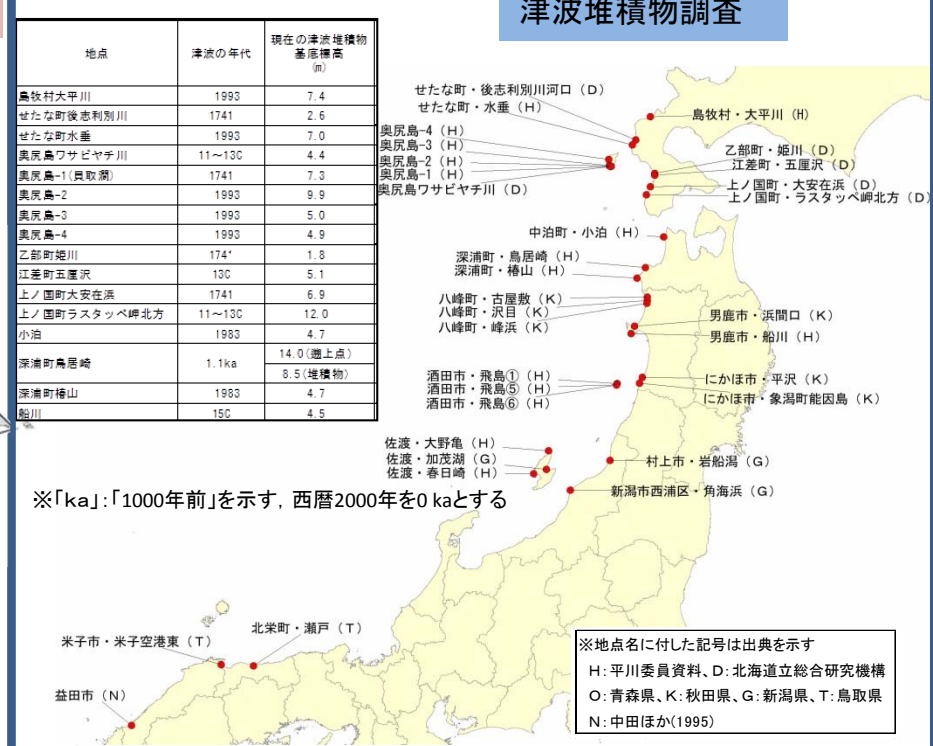 津波堆積物調査
地点 津波の年代 現在の津波堆積物
基底標高
(m)
島牧村大平川 1993 7.4
せたな町後志利別川 1741 2.6
せたな町水垂 1993 7.0
奥尻島ワサビヤチ川 11～13C 4.4
奥尻島-1(貝取澗) 1741 7.3
奥尻島-2 1993 9.9
奥尻島-3 1993 5.0
奥尻島-4 1993 4.9
乙部町姫川 174' 1.8
江差町五厘沢 13C 5.1
上ノ国町大安在浜 1741 6.9
上ノ国町ラスタッペ岬北方 11～13C 12.0
小泊 1983 4.7
深浦町鳥居崎 1.1ka 14.0(遡上点)
8.5(堆積物)
深浦町椿山 1983 4.7
船川 15C 4.5
せたな町・後志利別川河口（D）
せたな町・水垂（H）
島牧村・大平川（H）
奥尻島-4（H）
奥尻島-3（H）
奥尻島-2（H）
奥尻島-1（H）
奥尻島ワサビヤチ川（D）
乙部町・姫川（D）
江差町・五厘沢（D）
上ノ国町・大安在浜（D）
上ノ国町・ラスタッペ岬北方（D）
中泊町・小泊（H）
深浦町・鳥居崎（H）
深浦町・椿山（H）
八峰町・古屋敷（K）
八峰町・沢目（K）
八峰町・峰浜（K）
男鹿市・浜間口（K）
男鹿市・船川（H）
酒田市・飛島①（H）
酒田市・飛島⑤（H）
酒田市・飛島⑥（H）
にかほ市・平沢（K）
にかほ市・象潟町能因島（K）
佐渡・大野亀（H）
佐渡・加茂湖（G）
佐渡・春日崎（H）
村上市・岩船潟（G）
新潟市西浦区・角海浜（G）
※「ka」：「1000年前」を示す，西暦2000年を0 kaとする
北栄町・瀬戸（T）
米子市・米子空港東（T）
益田市（N）
※地点名に付した記号は出典を示す
H：平川委員資料、D：北海道立総合研究機構
O：青森県、K：秋田県、G：新潟県、T：鳥取県
N：中田ほか(1995)